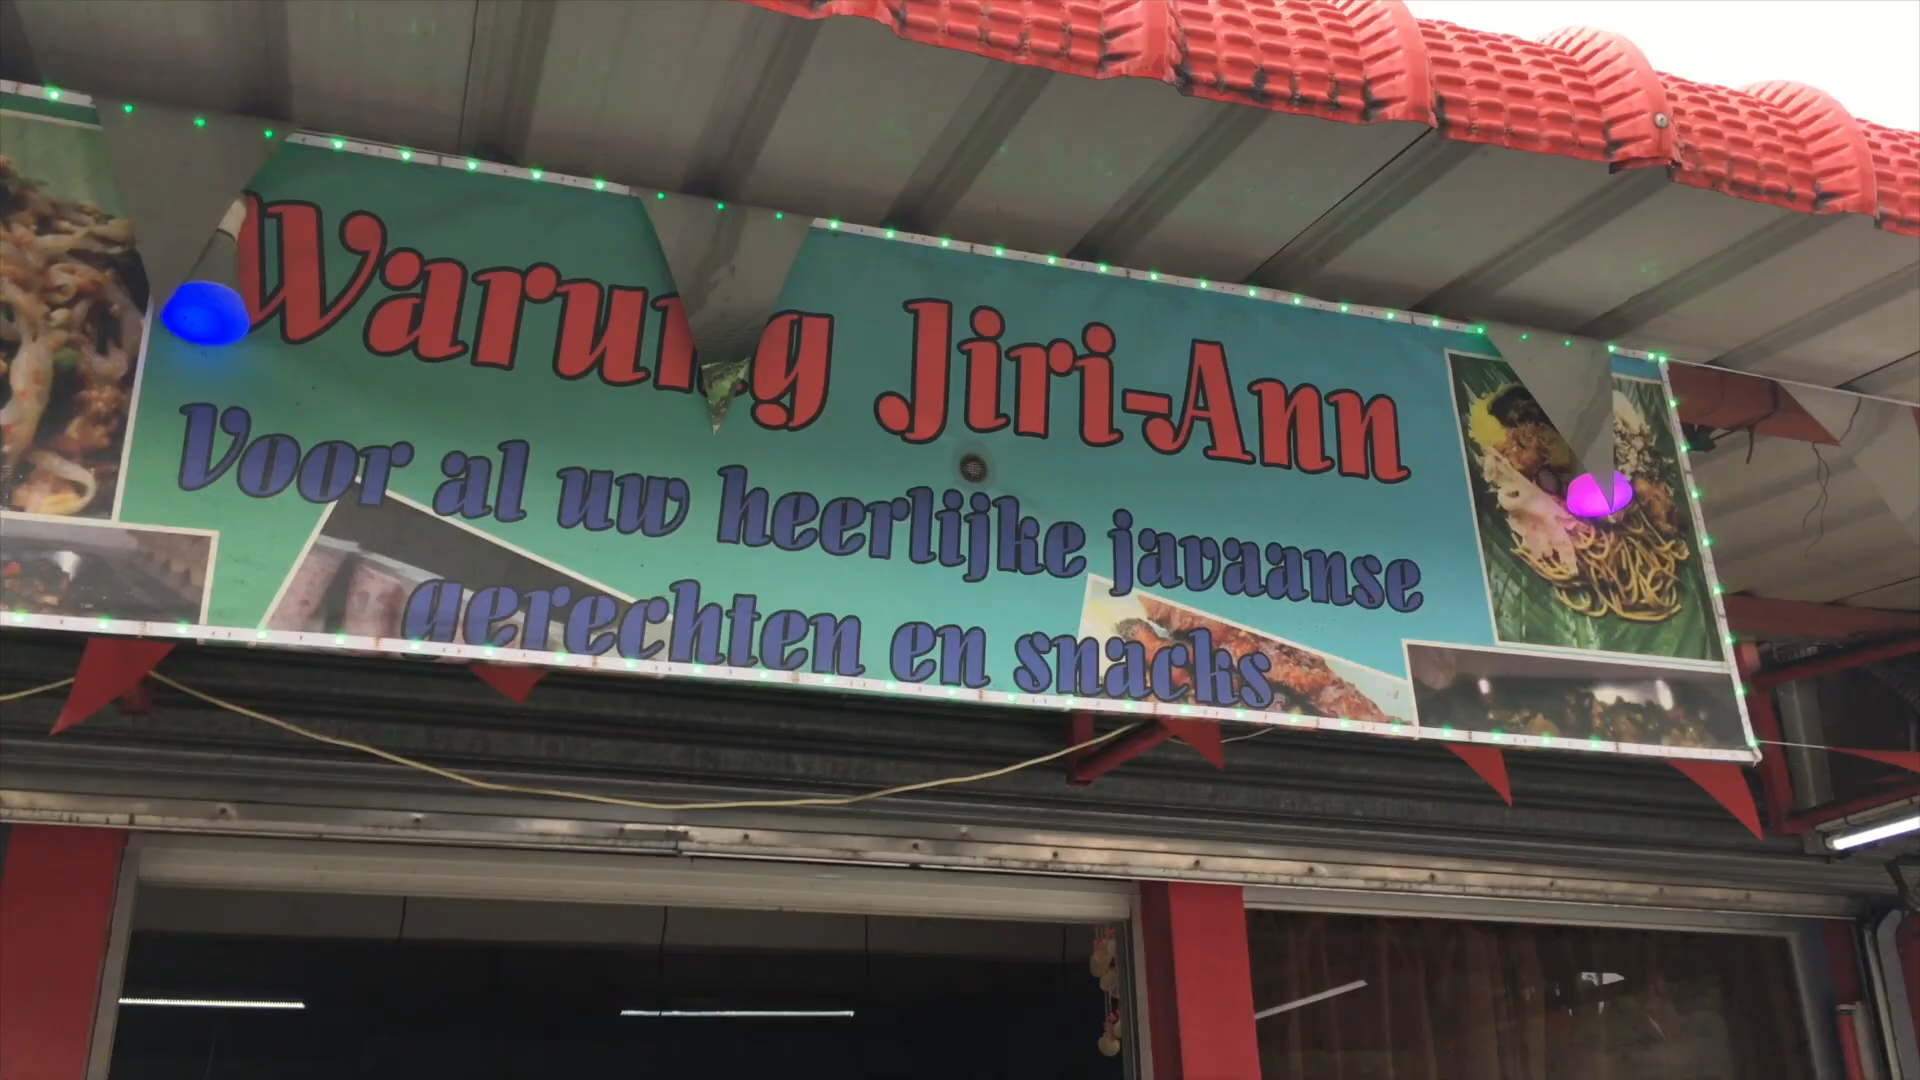 Warung Jiri-Ann
Voor al uw heerlijke javaanse
gerechten en snacks